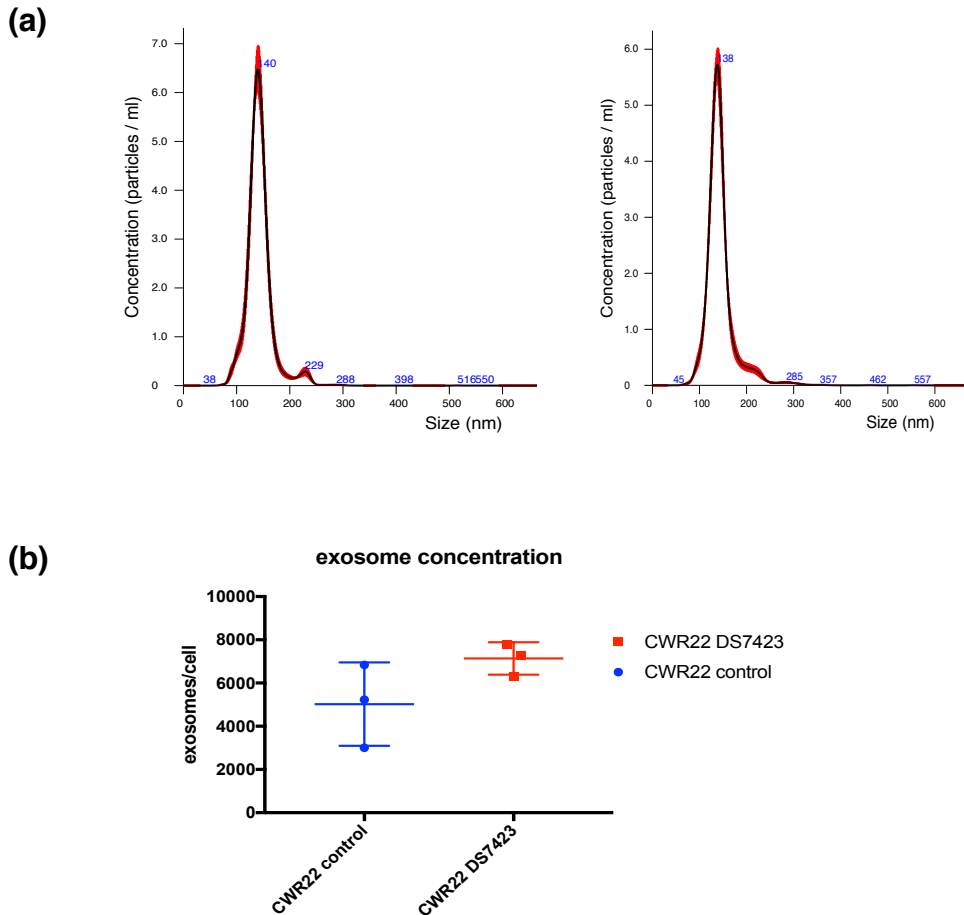 (a)
Concentration (particles / ml)
7.0
6.0
5.0
4.0
3.0
2.0
1.0
0
140
38
229
288
398
516
550
0 100 200 300 400 500 600
Size (nm)
Concentration (particles / ml)
6.0
5.0
4.0
3.0
2.0
1.0
0
138
45
285
357
462
557
0 100 200 300 400 500 600
Size (nm)
(b)
exosome concentration
exosomes/cell
10000
8000
6000
4000
2000
0
CWR22 control
CWR22 DS7423
CWR22 DS7423
CWR22 control